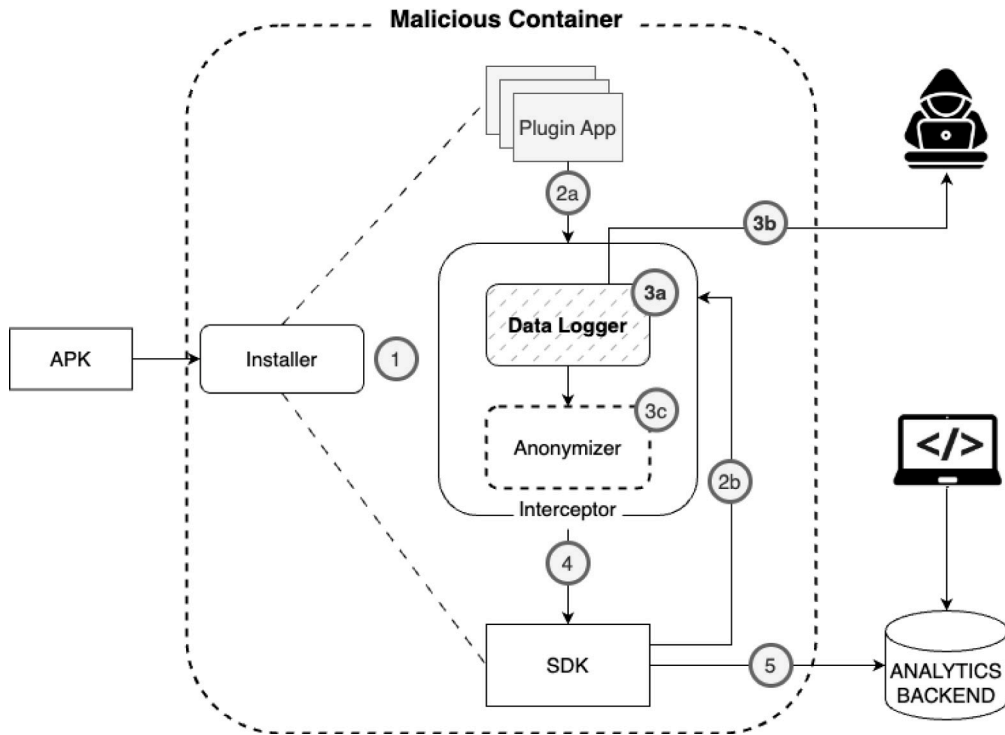 Malicious Container
Plugin App
2a
3b
3a
Data Logger
APK
Installer
1
3c
Anonymizer
2b
Interceptor
</>
4
SDK
5
ANALYTICS
BACKEND